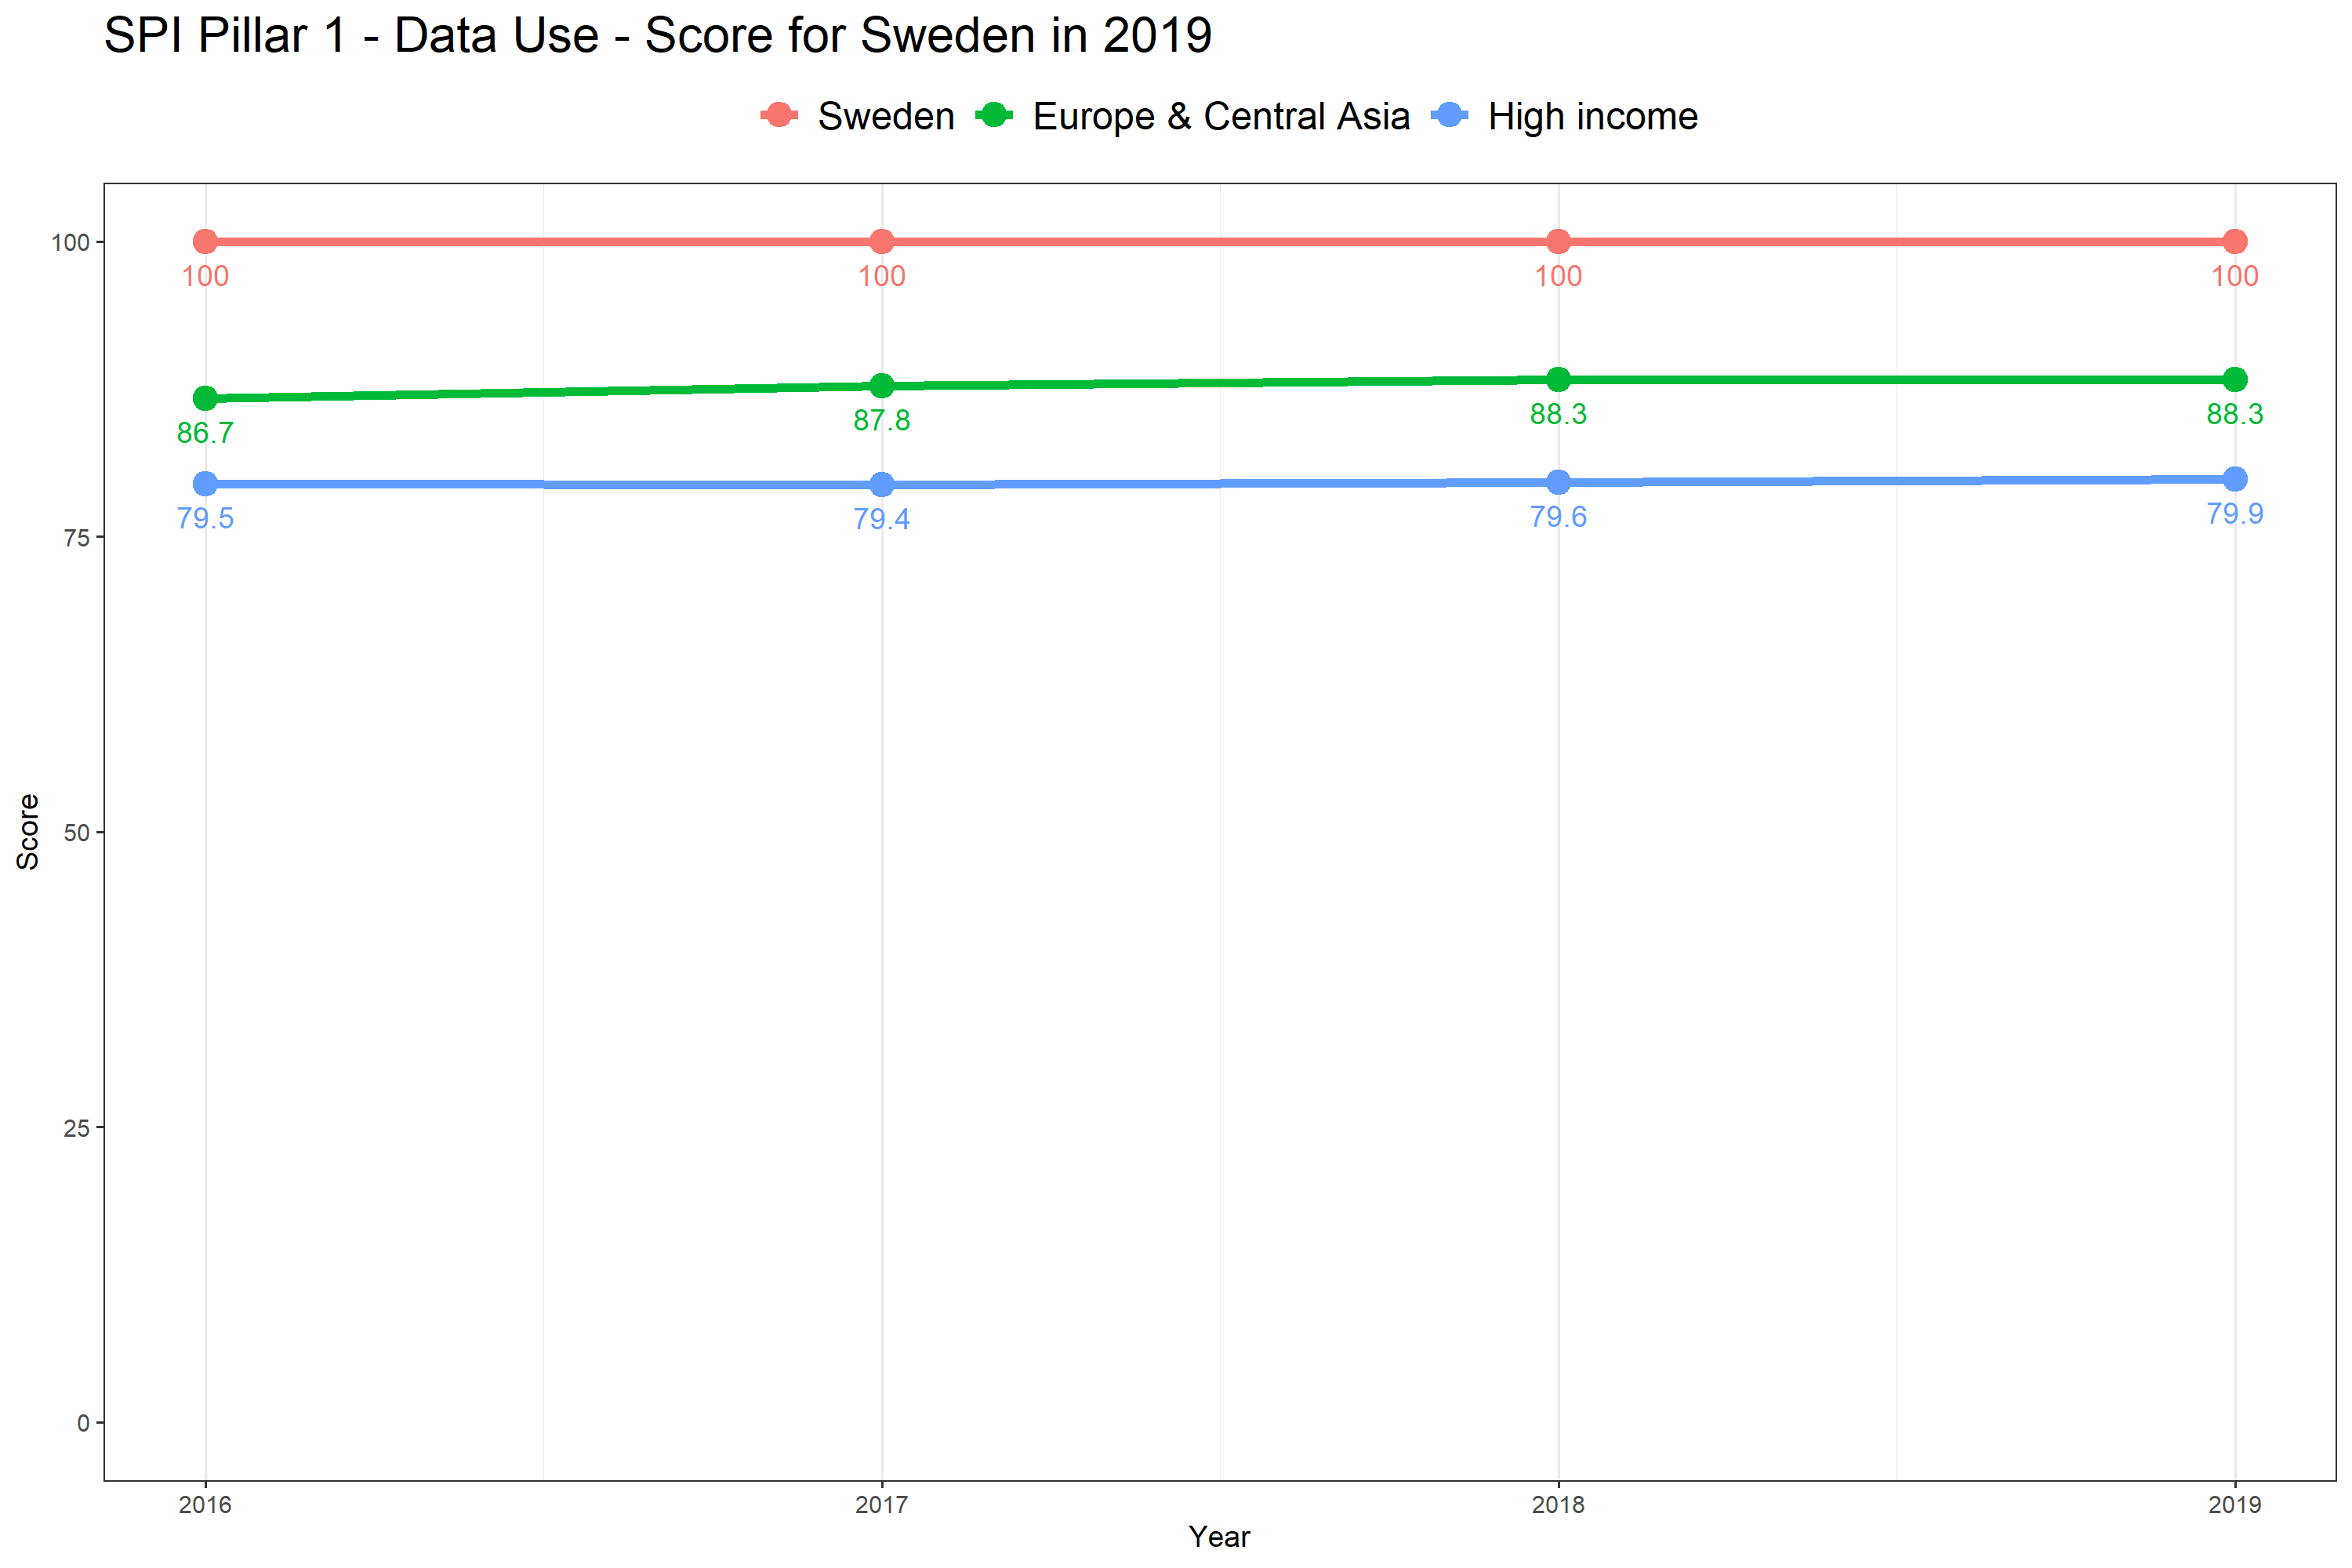 SPI Pillar 1 - Data Use - Score for Sweden in 2019
Sweden Europe & Central Asia High income
100
75
50
25
0
Score
100 100 100 100
86.7 87.8 88.3 88.3
79.5 79.4 79.6 79.9
2016 2017 2018 2019
Year